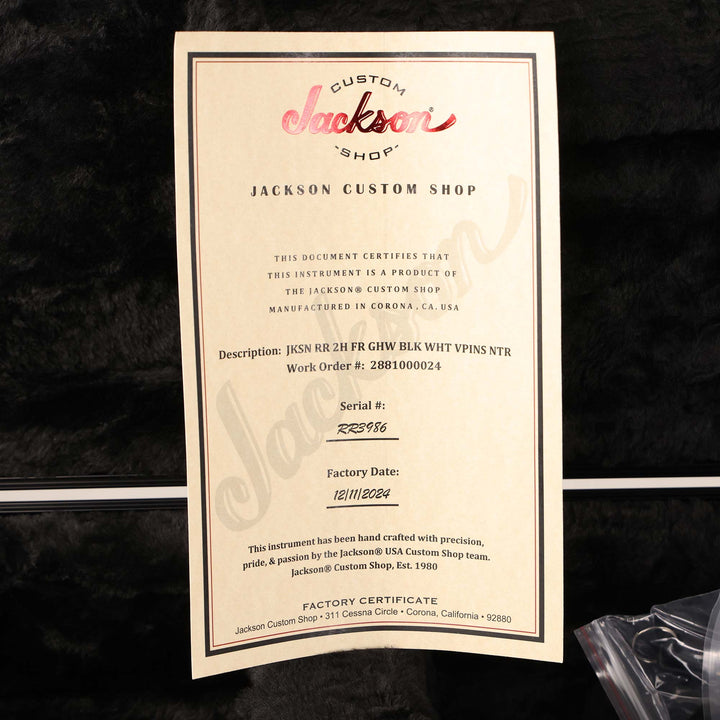 CUSTOM
Jackson®
-SHOP-
JACKSON CUSTOM SHOP
Jackson
THIS DOCUMENT CERTIFIES THAT
THIS INSTRUMENT IS A PRODUCT OF
THE JACKSON® CUSTOM SHOP
MANUFACTURED IN CORONA, CA. USA
Description: JKSN RR 2H FR GHW BLK WHT VPINS NTR
Work Order #: 2881000024
Serial #:
RR3986
Factory Date:
12/11/2024
This instrument has been hand crafted with precision,
pride, & passion by the Jackson® USA Custom Shop team.
Jackson® Custom Shop, Est. 1980
FACTORY CERTIFICATE
Jackson Custom Shop • 311 Cessna Circle • Corona, California • 92880